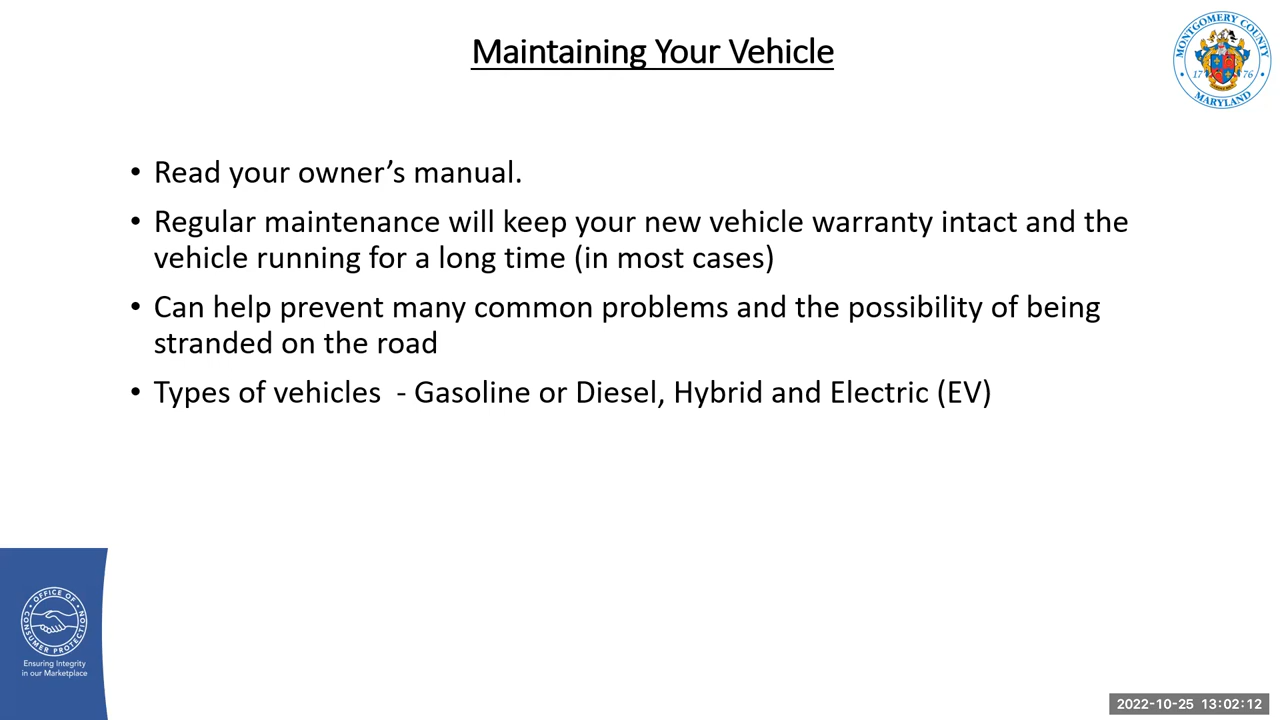 Maintaining Your Vehicle
MONTGOMERY COUNTY
17 76
MARYLAND
• Read your owner’s manual.
• Regular maintenance will keep your new vehicle warranty intact and the
vehicle running for a long time (in most cases)
• Can help prevent many common problems and the possibility of being
stranded on the road
• Types of vehicles  - Gasoline or Diesel, Hybrid and Electric (EV)
OFFICE OF
CONSUMER PROTECTION
Ensuring Integrity
in our Marketplace
2022-10-25 13:02:12